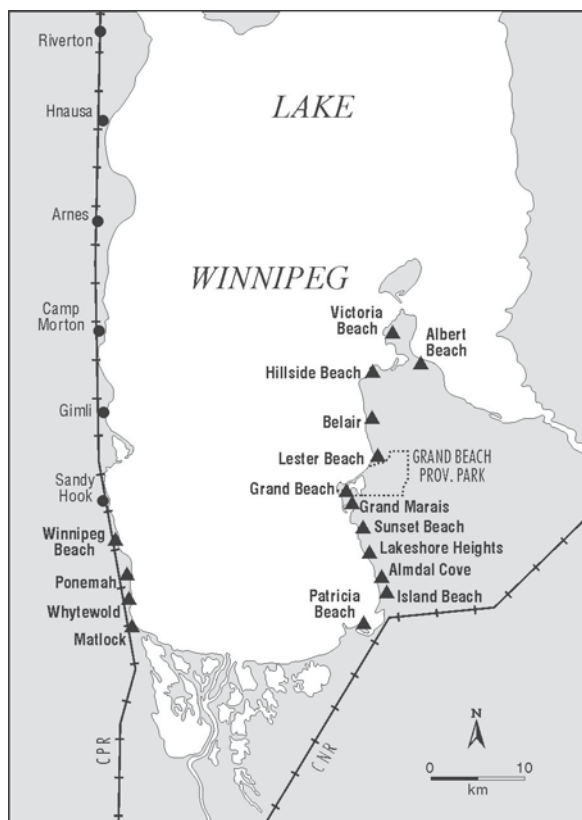 Riverton
LAKE
Hnausa
Arnes
WINNIPEG
Camp
Morton
Victoria
Beach
Albert
Beach
Hillside Beach
Gimli
Belair
Lester Beach
GRAND BEACH
PROV. PARK
Sandy
Hook
Grand Beach
Grand Marais
Sunset Beach
Winnipeg
Beach
Lakeshore Heights
Ponemah
Almdal Cove
Island Beach
Whytewold
Patricia
Beach
Matlock
CPR
CNR
N
0 10
km